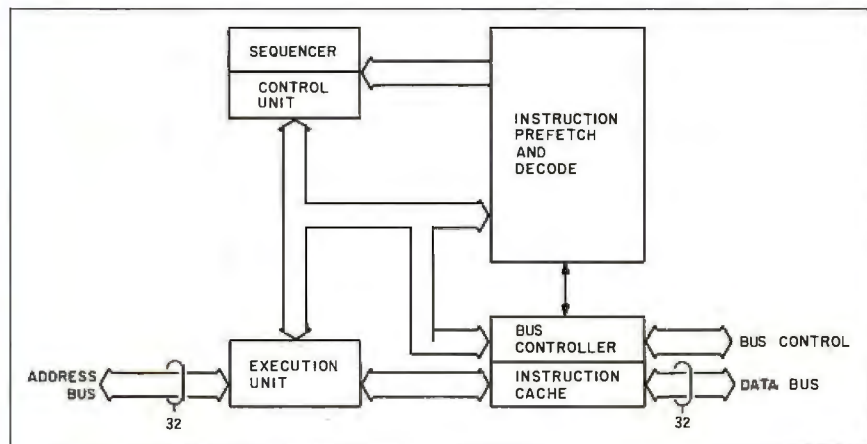 SEQUENCER
CONTROL
UNIT
INSTRUCTION
PREFETCH
AND
DECODE
BUS
CONTROLLER
BUS CONTROL
ADDRESS
BUS
32
EXECUTION
UNIT
INSTRUCTION
CACHE
DATA BUS
32